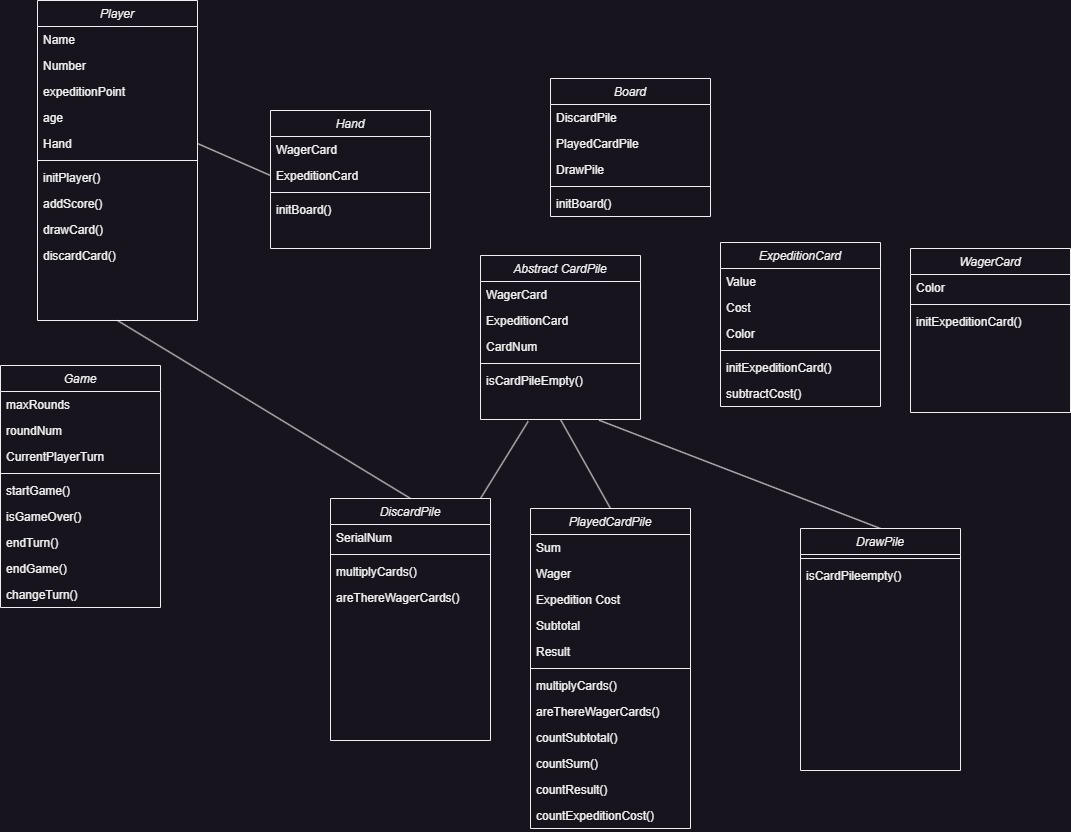 Player
Name
Number
expeditionPoint
age
Hand
initPlayer()
addScore()
drawCard()
discardCard()
Hand
WagerCard
ExpeditionCard
initBoard()
Board
DiscardPile
PlayedCardPile
DrawPile
initBoard()
Abstract CardPile
WagerCard
ExpeditionCard
CardNum
isCardPileEmpty()
ExpeditionCard
Value
Cost
Color
initExpeditionCard()
subtractCost()
WagerCard
Color
initExpeditionCard()
Game
maxRounds
roundNum
CurrentPlayerTurn
startGame()
isGameOver()
endTurn()
endGame()
changeTurn()
DiscardPile
SerialNum
multiplyCards()
areThereWagerCards()
PlayedCardPile
Sum
Wager
Expedition Cost
Subtotal
Result
multiplyCards()
areThereWagerCards()
countSubtotal()
countSum()
countResult()
countExpeditionCost()
DrawPile
isCardPileempty()